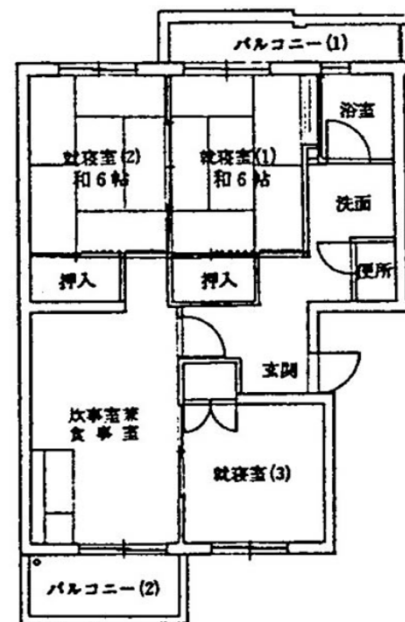 バルコニー(1)
就寝室(2)
和6帖
就寝室(1)
和6帖
浴室
洗面
便所
押入
押入
玄関
炊事室兼
食事室
就寝室(3)
バルコニー(2)